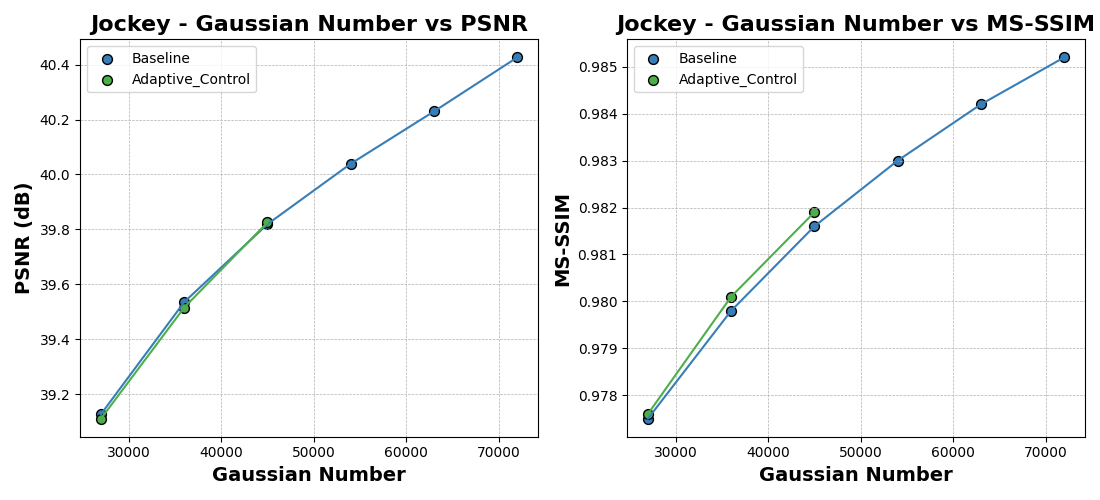 Jockey - Gaussian Number vs PSNR
Baseline
Adaptive_Control
40.4
40.2
40.0
39.8
39.6
39.4
39.2
PSNR (dB)
30000 40000 50000 60000 70000
Gaussian Number
Jockey - Gaussian Number vs MS-SSIM
Baseline
Adaptive_Control
0.985
0.984
0.983
0.982
0.981
0.980
0.979
0.978
MS-SSIM
30000 40000 50000 60000 70000
Gaussian Number